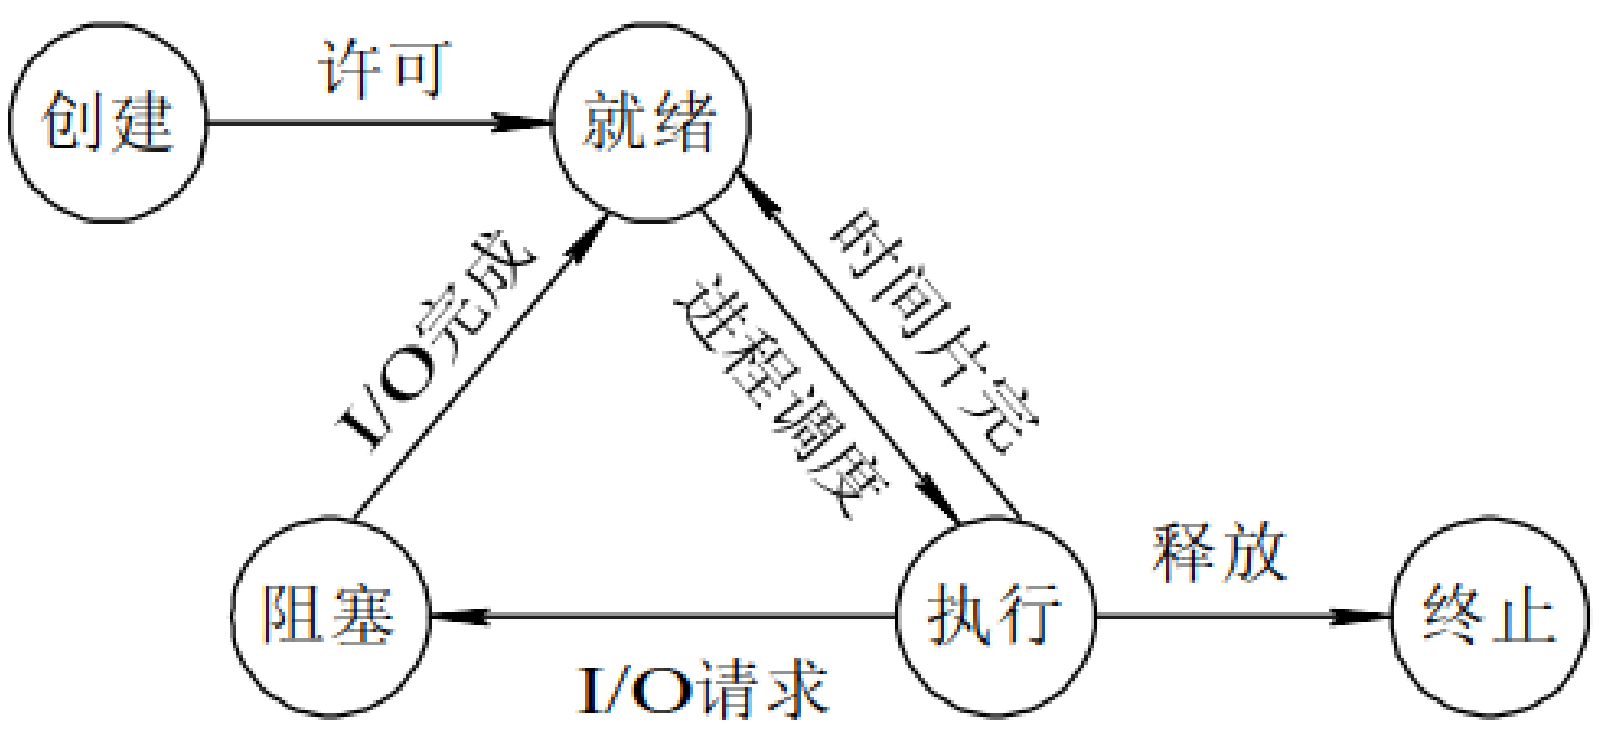 许可
创建
就绪
I/O完成
进程调度
时间片完
释放
阻塞
执行
终止
I/O请求